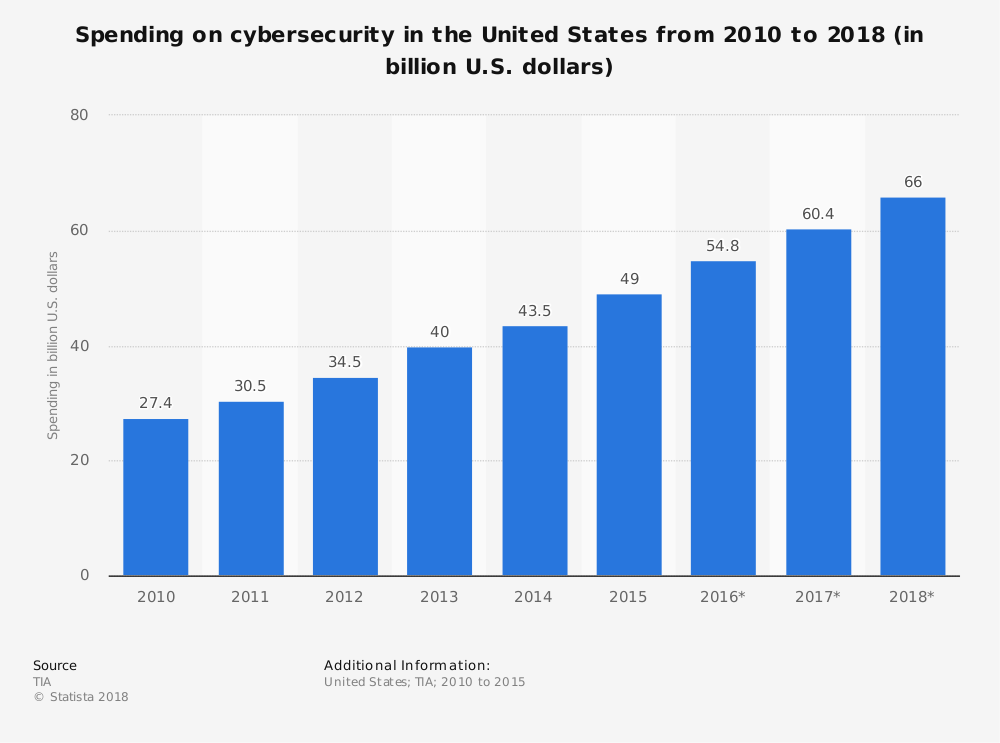 Spending on cybersecurity in the United States from 2010 to 2018 (in
billion U.S. dollars)
Spending in billion U.S. dollars
80
60
40
20
0
27.4
30.5
34.5
40
43.5
49
54.8
60.4
66
2010
2011
2012
2013
2014
2015
2016*
2017*
2018*
Source
TIA
© Statista 2018
Additional Information:
United States; TIA; 2010 to 2015